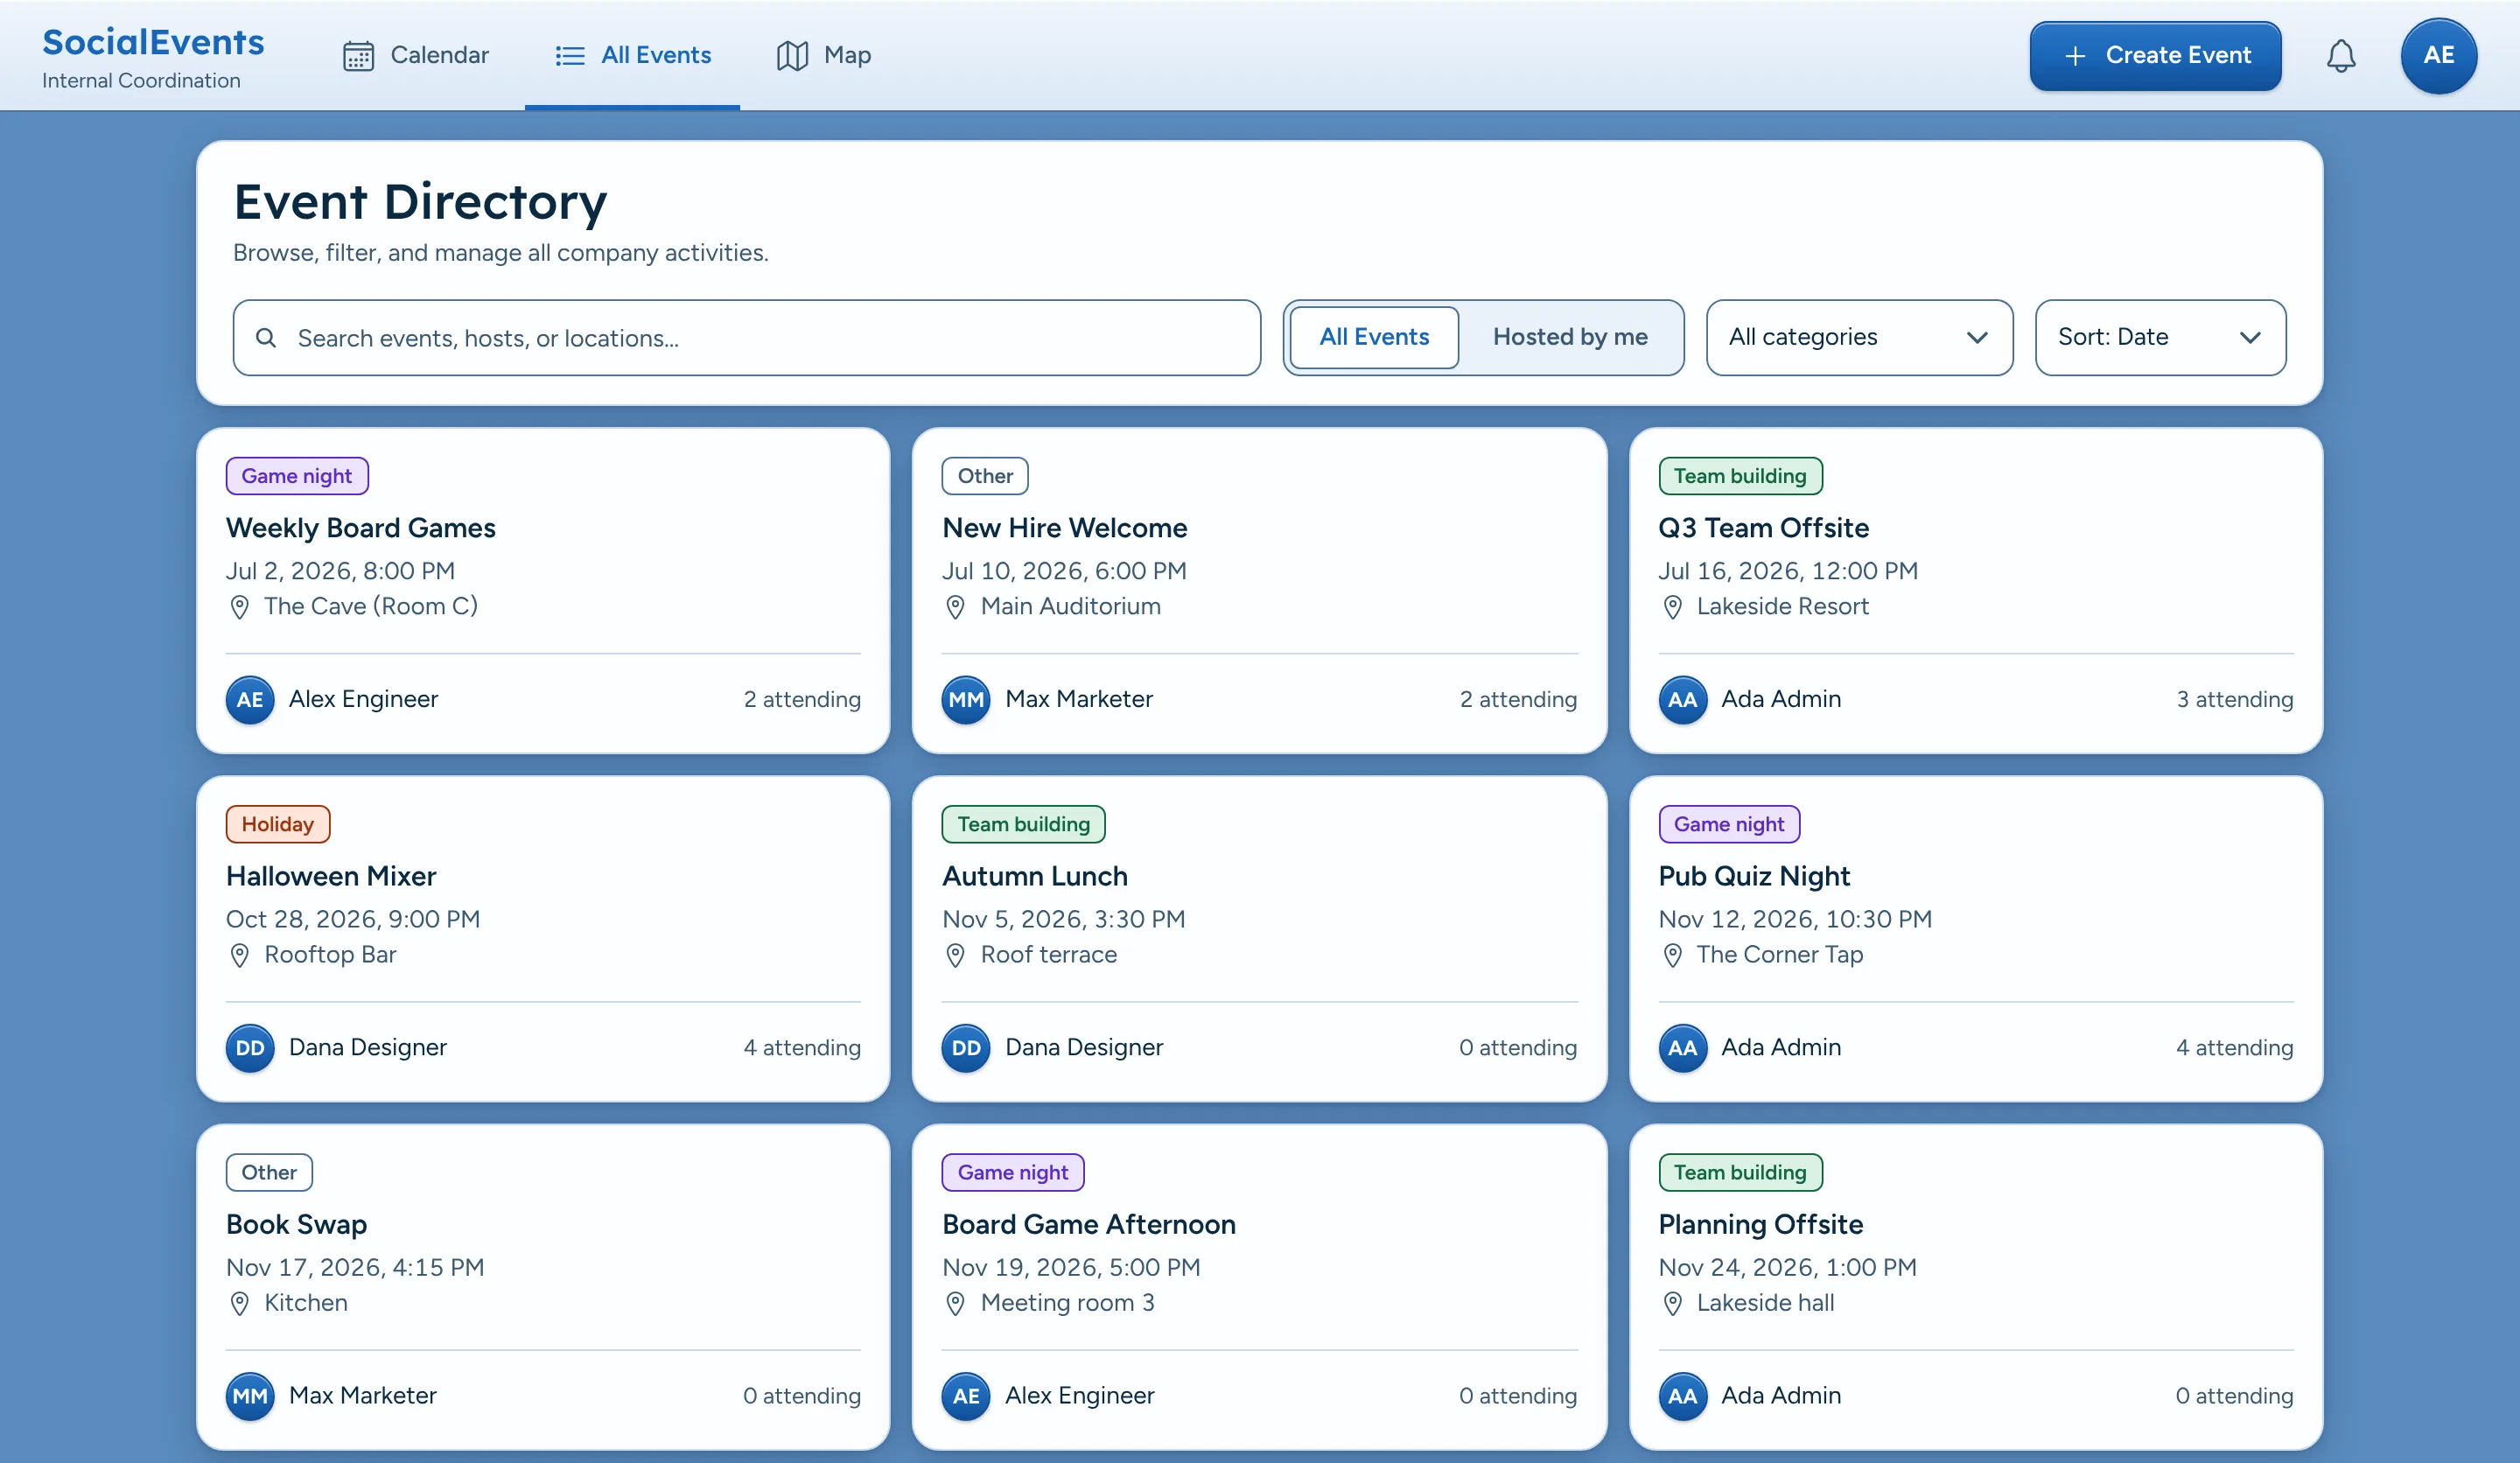 SocialEvents
Internal Coordination
Calendar
All Events
Map
Create Event
AE
Event Directory
Browse, filter, and manage all company activities.
Search events, hosts, or locations...
All Events
Hosted by me
All categories
Sort: Date
Game night
Weekly Board Games
Jul 2, 2026, 8:00 PM
The Cave (Room C)
AE Alex Engineer 2 attending
Other
New Hire Welcome
Jul 10, 2026, 6:00 PM
Main Auditorium
MM Max Marketer 2 attending
Team building
Q3 Team Offsite
Jul 16, 2026, 12:00 PM
Lakeside Resort
AA Ada Admin 3 attending
Holiday
Halloween Mixer
Oct 28, 2026, 9:00 PM
Rooftop Bar
DD Dana Designer 4 attending
Team building
Autumn Lunch
Nov 5, 2026, 3:30 PM
Roof terrace
DD Dana Designer 0 attending
Game night
Pub Quiz Night
Nov 12, 2026, 10:30 PM
The Corner Tap
AA Ada Admin 4 attending
Other
Book Swap
Nov 17, 2026, 4:15 PM
Kitchen
MM Max Marketer 0 attending
Game night
Board Game Afternoon
Nov 19, 2026, 5:00 PM
Meeting room 3
AE Alex Engineer 0 attending
Team building
Planning Offsite
Nov 24, 2026, 1:00 PM
Lakeside hall
AA Ada Admin 0 attending